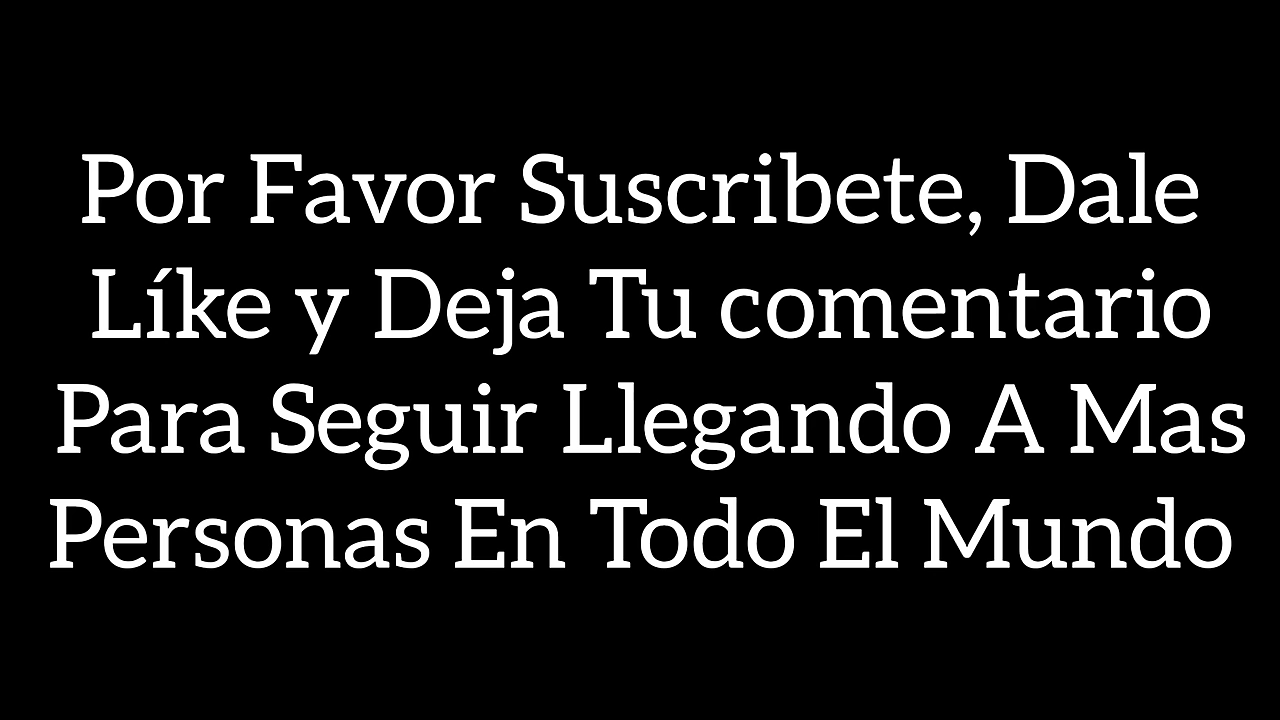 Por Favor Suscribete, Dale
Líke y Deja Tu comentario
Para Seguir Llegando A Mas
Personas En Todo El Mundo